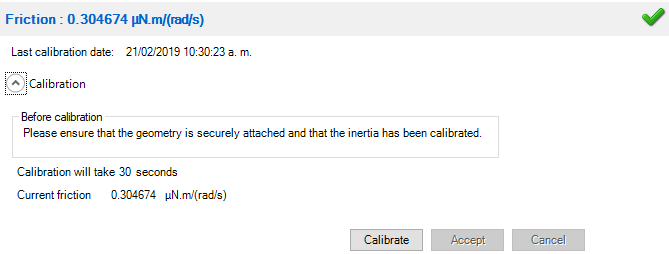 Friction : 0.304674 µN.m/(rad/s)
Last calibration date: 21/02/2019 10:30:23 a. m.
Calibration
Before calibration
Please ensure that the geometry is securely attached and that the inertia has been calibrated.
Calibration will take 30 seconds
Current friction 0.304674 µN.m/(rad/s)
Calibrate Accept Cancel